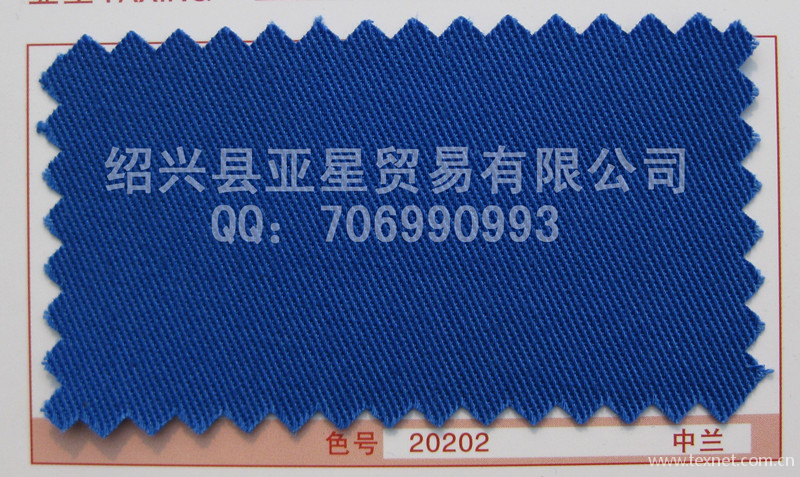 绍兴县亚星贸易有限公司
QQ：706990993
色号 20202 中兰
www.texnet.com.cn